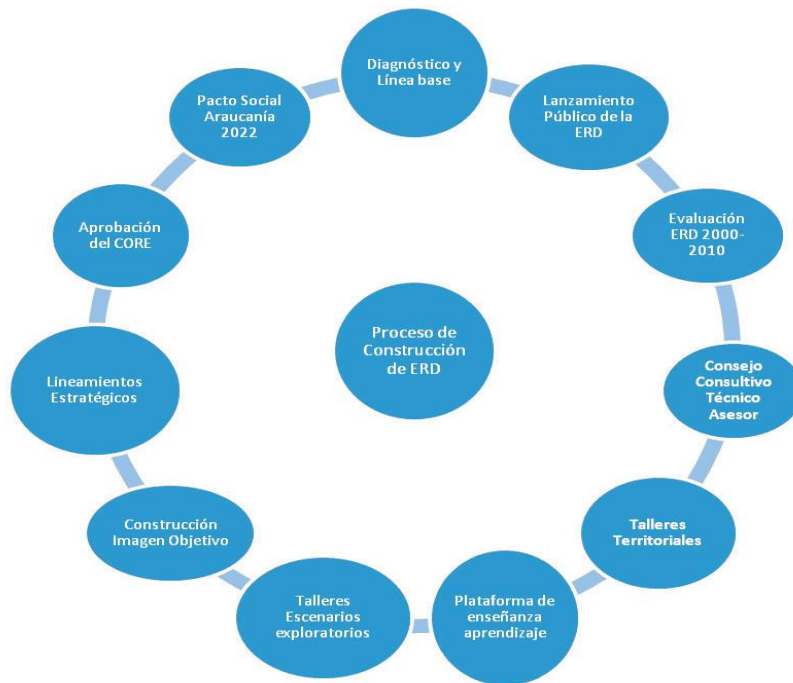 Diagnóstico y
Línea base
Lanzamiento
Público de la
ERD
Evaluación
ERD 2000-
2010
Consejo
Consultivo
Técnico
Asesor
Talleres
Territoriales
Plataforma de
enseñanza
aprendizaje
Talleres
Escenarios
exploratorios
Construcción
Imagen Objetivo
Lineamientos
Estratégicos
Aprobación
del CORE
Pacto Social
Araucanía
2022
Proceso de
Construcción
de ERD